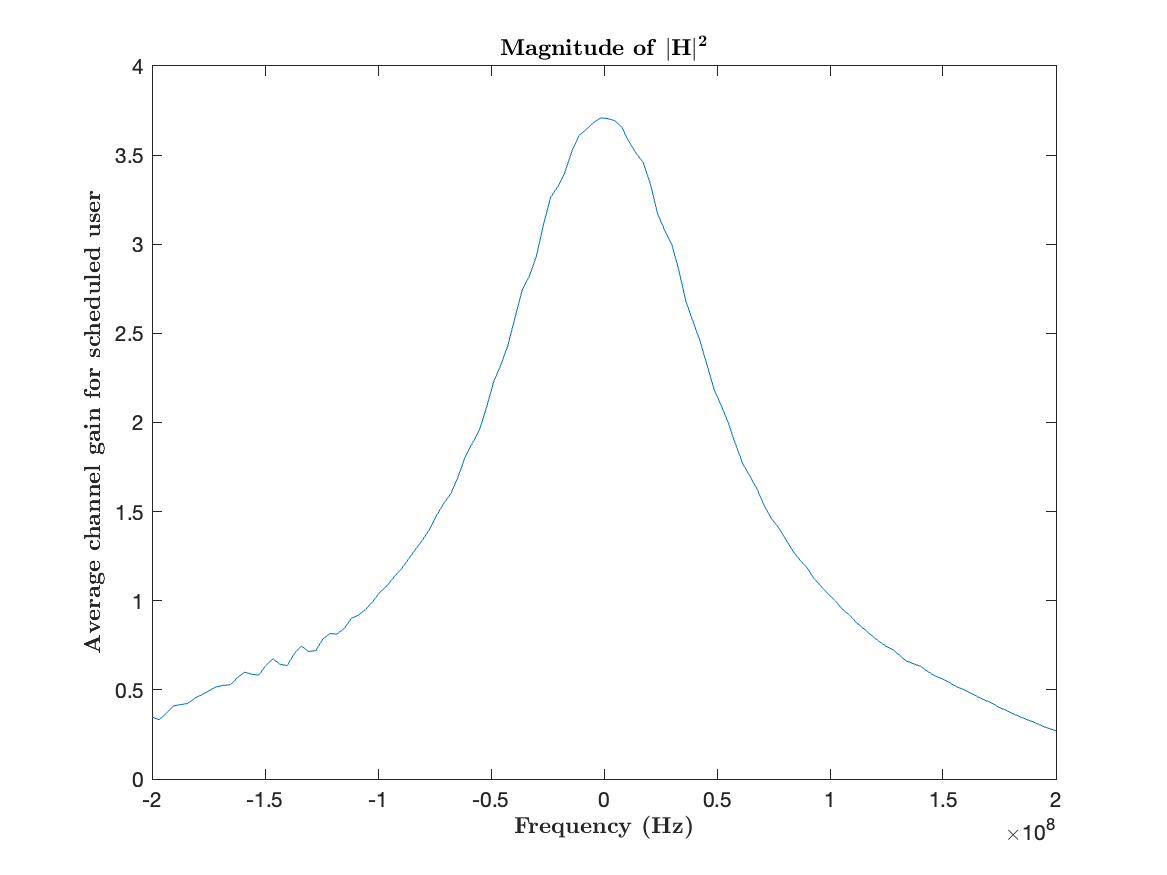 Magnitude of |H|²
Average channel gain for scheduled user
4
3.5
3
2.5
2
1.5
1
0.5
0
-2 -1.5 -1 -0.5 0 0.5 1 1.5 2
Frequency (Hz)
×10⁸